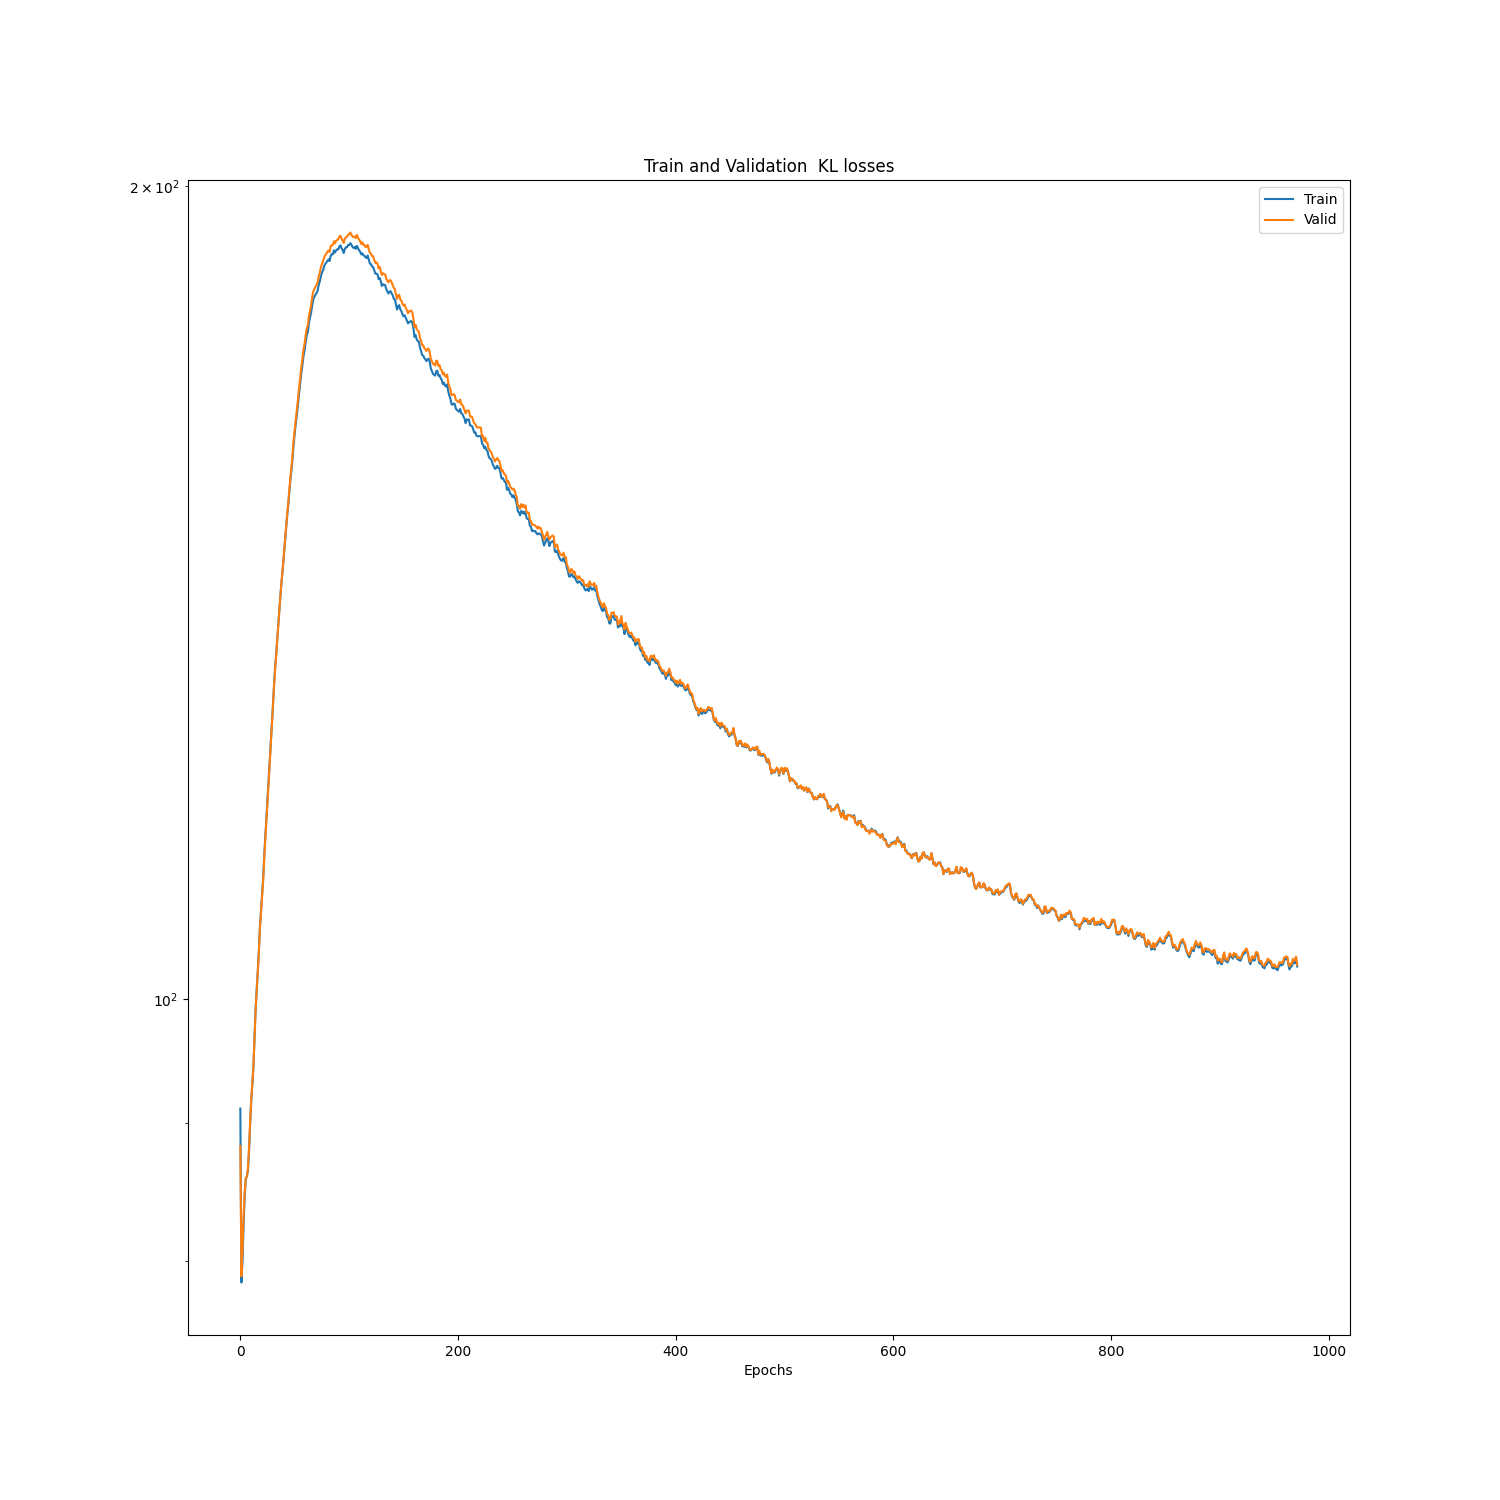 Train and Validation  KL losses
2 × 10²
Train
Valid
10²
0 200 400 600 800 1000
Epochs